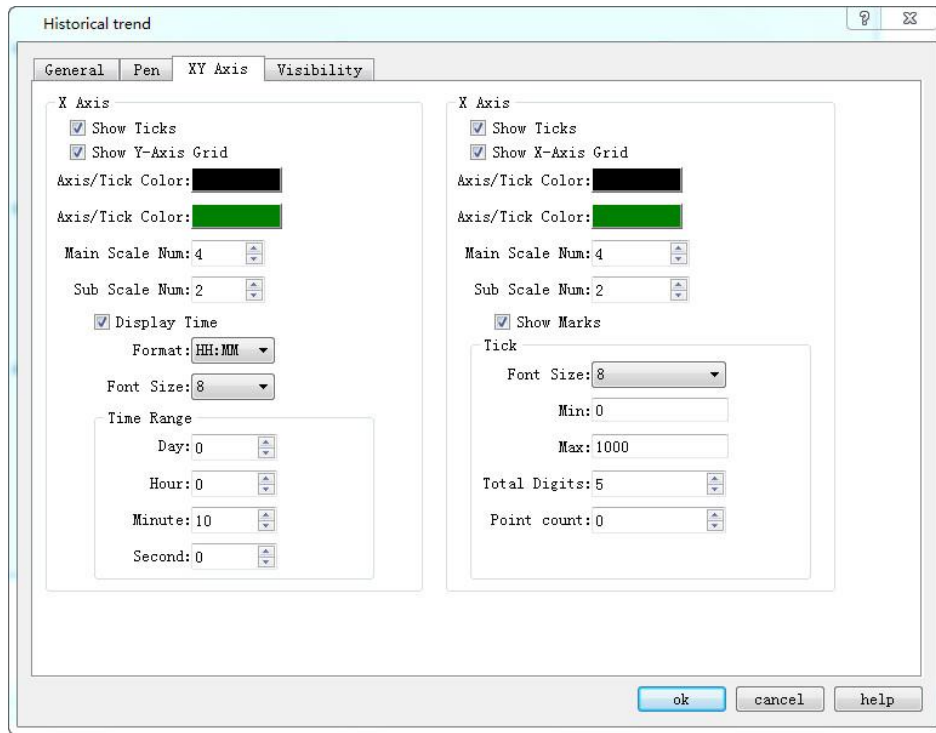 Historical trend
General Pen XY Axis Visibility
X Axis
Show Ticks
Show Y-Axis Grid
Axis/Tick Color:
Axis/Tick Color:
Main Scale Num: 4
Sub Scale Num: 2
Display Time
Format: HH:MM
Font Size: 8
Time Range
Day: 0
Hour: 0
Minute: 10
Second: 0
X Axis
Show Ticks
Show X-Axis Grid
Axis/Tick Color:
Axis/Tick Color:
Main Scale Num: 4
Sub Scale Num: 2
Show Marks
Tick
Font Size: 8
Min: 0
Max: 1000
Total Digits: 5
Point count: 0
ok cancel help